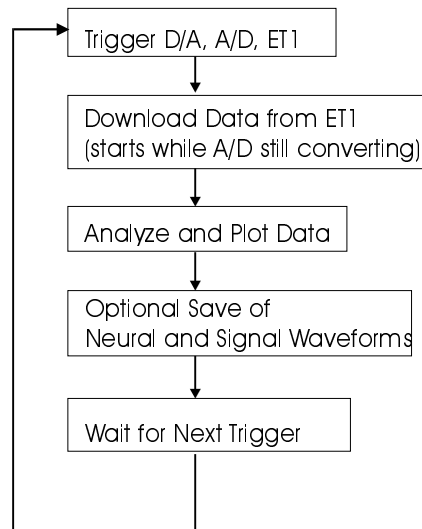 Trigger D/A, A/D, ET1
Download Data from ET1
(starts while A/D still converting)
Analyze and Plot Data
Optional Save of
Neural and Signal Waveforms
Wait for Next Trigger